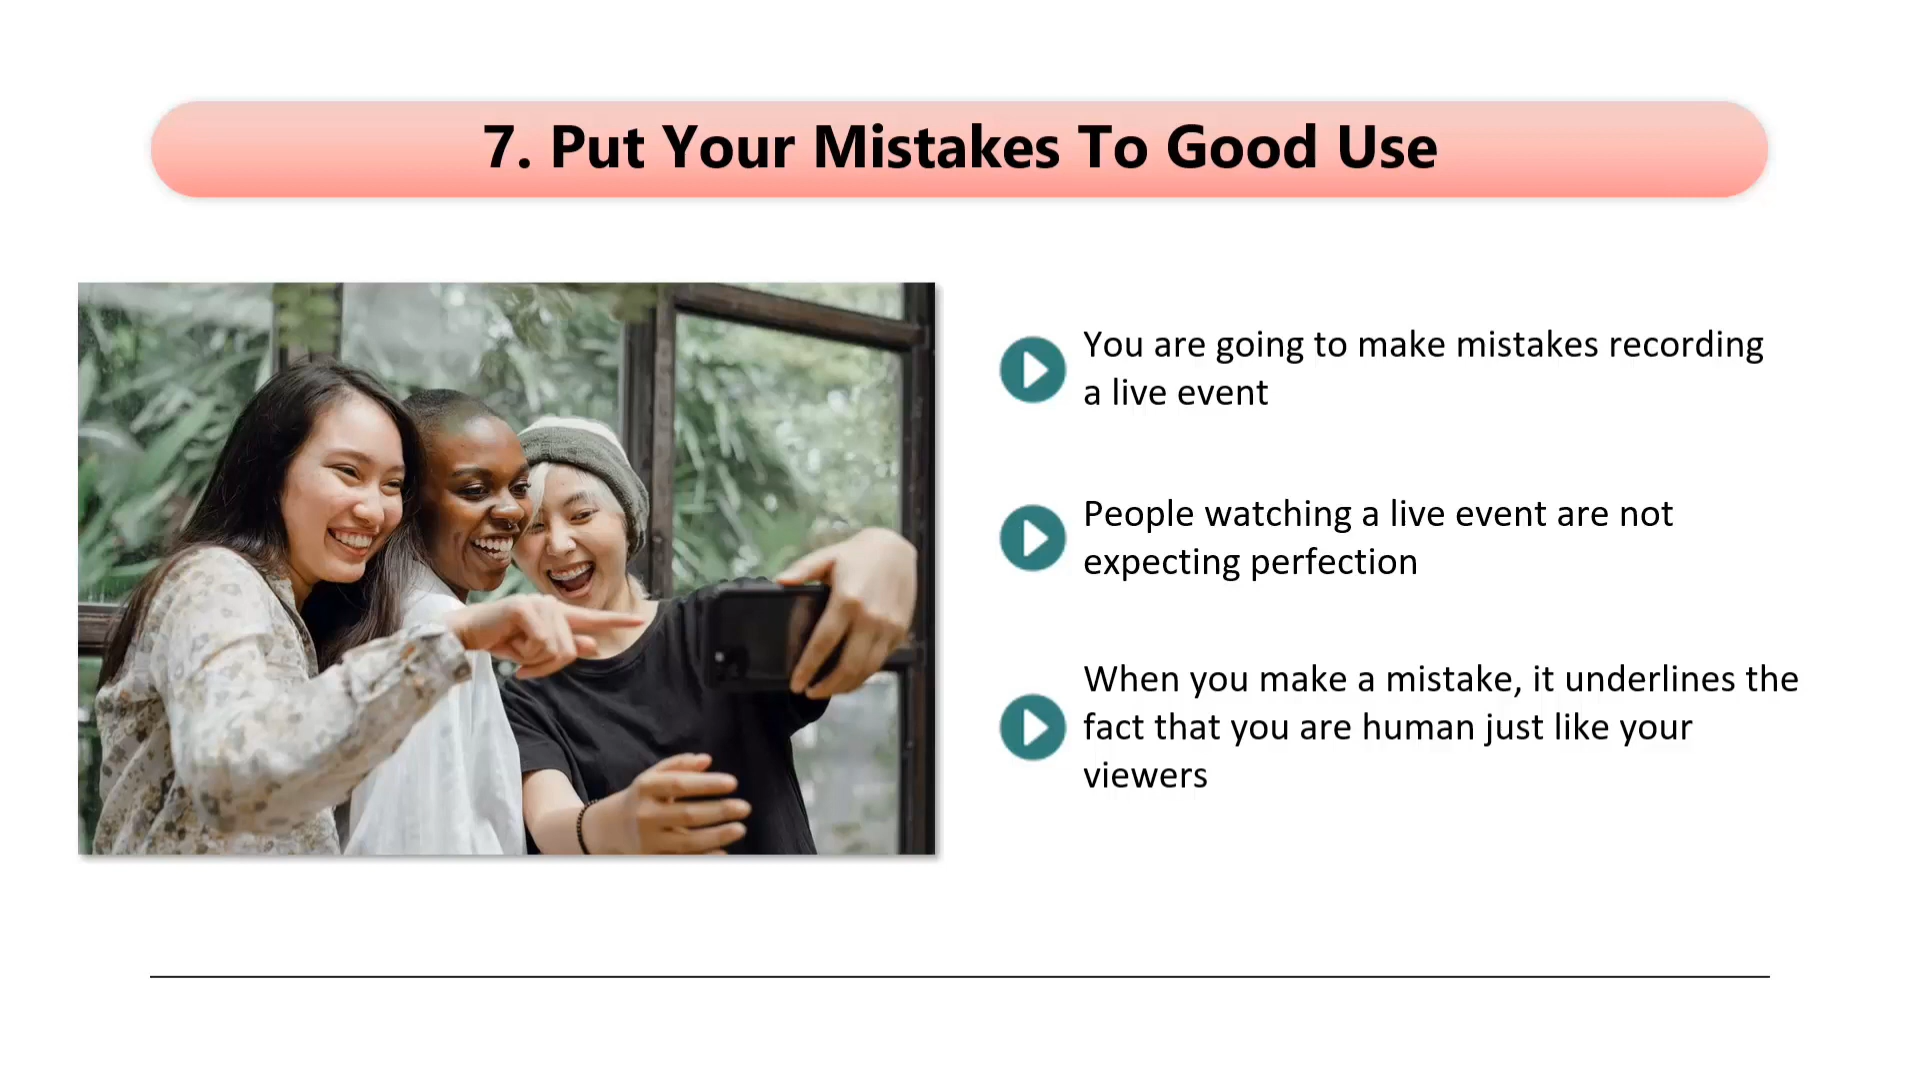 7. Put Your Mistakes To Good Use
You are going to make mistakes recording
a live event
People watching a live event are not
expecting perfection
When you make a mistake, it underlines the
fact that you are human just like your
viewers